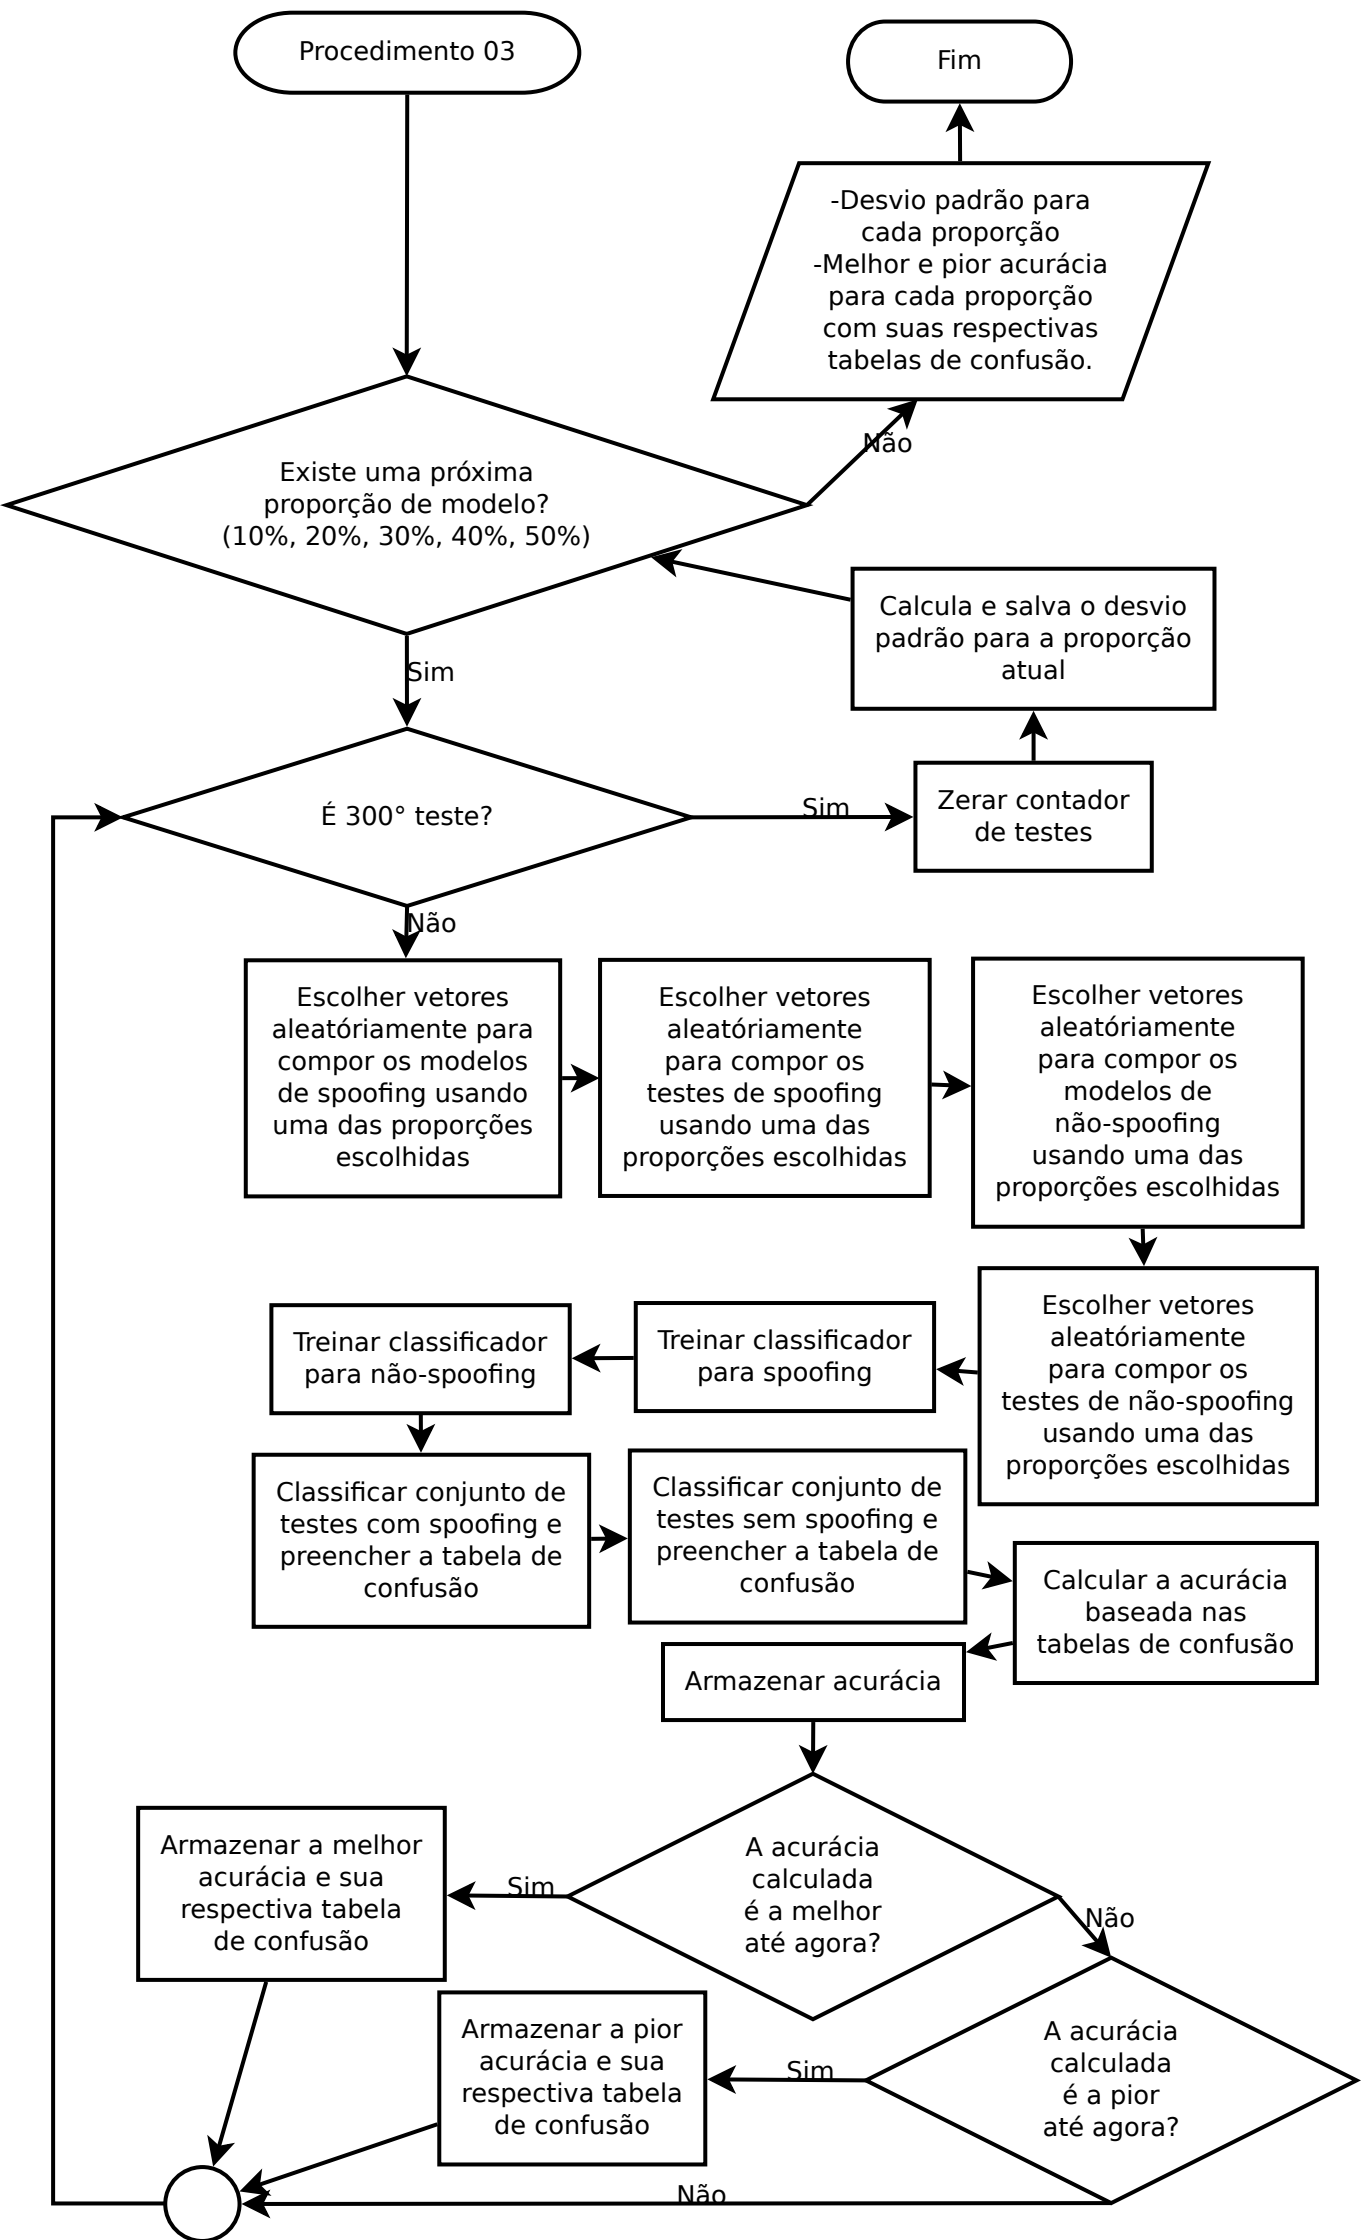 Procedimento 03
Fim
-Desvio padrão para
cada proporção
-Melhor e pior acurácia
para cada proporção
com suas respectivas
tabelas de confusão.
Não
Existe uma próxima
proporção de modelo?
(10%, 20%, 30%, 40%, 50%)
Calcula e salva o desvio
padrão para a proporção
atual
Sim
É 300° teste?
Sim
Zerar contador
de testes
Não
Escolher vetores
aleatóriamente para
compor os modelos
de spoofing usando
uma das proporções
escolhidas
Escolher vetores
aleatóriamente
para compor os
testes de spoofing
usando uma das
proporções escolhidas
Escolher vetores
aleatóriamente
para compor os
modelos de
não-spoofing
usando uma das
proporções escolhidas
Escolher vetores
aleatóriamente
para compor os
testes de não-spoofing
usando uma das
proporções escolhidas
Treinar classificador
para spoofing
Treinar classificador
para não-spoofing
Classificar conjunto de
testes com spoofing e
preencher a tabela de
confusão
Classificar conjunto de
testes sem spoofing e
preencher a tabela de
confusão
Calcular a acurácia
baseada nas
tabelas de confusão
Armazenar acurácia
A acurácia
calculada
é a melhor
até agora?
Sim
Armazenar a melhor
acurácia e sua
respectiva tabela
de confusão
Não
A acurácia
calculada
é a pior
até agora?
Sim
Armazenar a pior
acurácia e sua
respectiva tabela
de confusão
Não